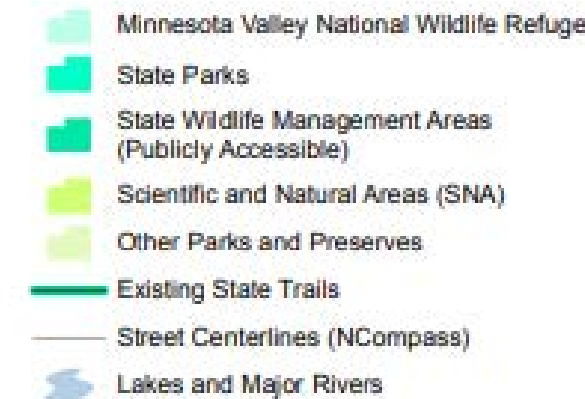 Minnesota Valley National Wildlife Refuge
State Parks
State Wildlife Management Areas
(Publicly Accessible)
Scientific and Natural Areas (SNA)
Other Parks and Preserves
Existing State Trails
Street Centerlines (NCompass)
Lakes and Major Rivers